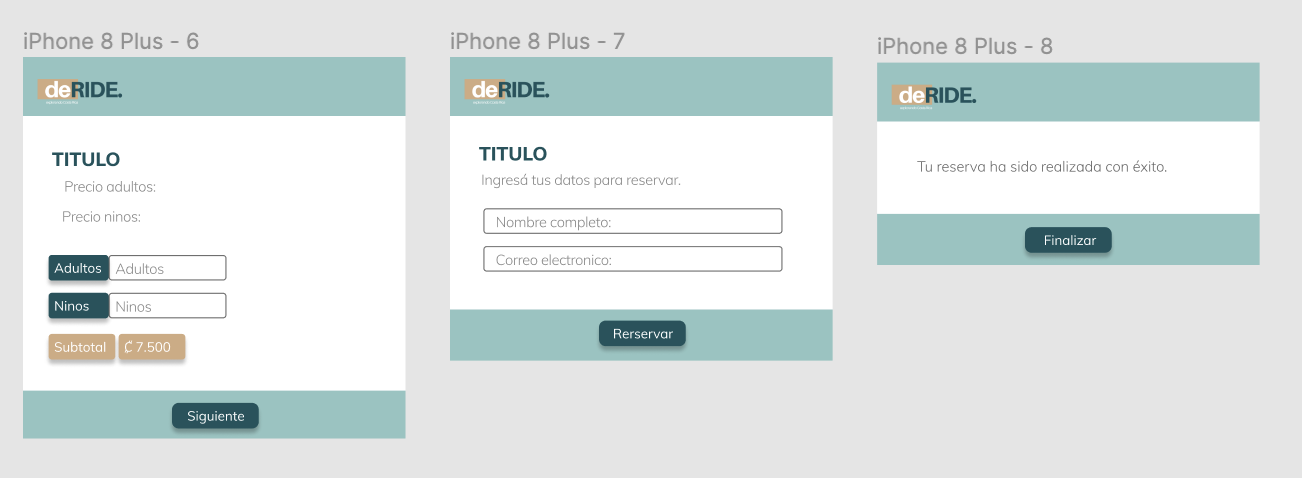 iPhone 8 Plus - 6
deRIDE.
TITULO
Precio adultos:
Precio ninos:
Adultos Adultos
Ninos Ninos
Subtotal ₡ 7.500
Siguiente
iPhone 8 Plus - 7
deRIDE.
TITULO
Ingresá tus datos para reservar.
Nombre completo:
Correo electronico:
Rerservar
iPhone 8 Plus - 8
deRIDE.
Tu reserva ha sido realizada con éxito.
Finalizar